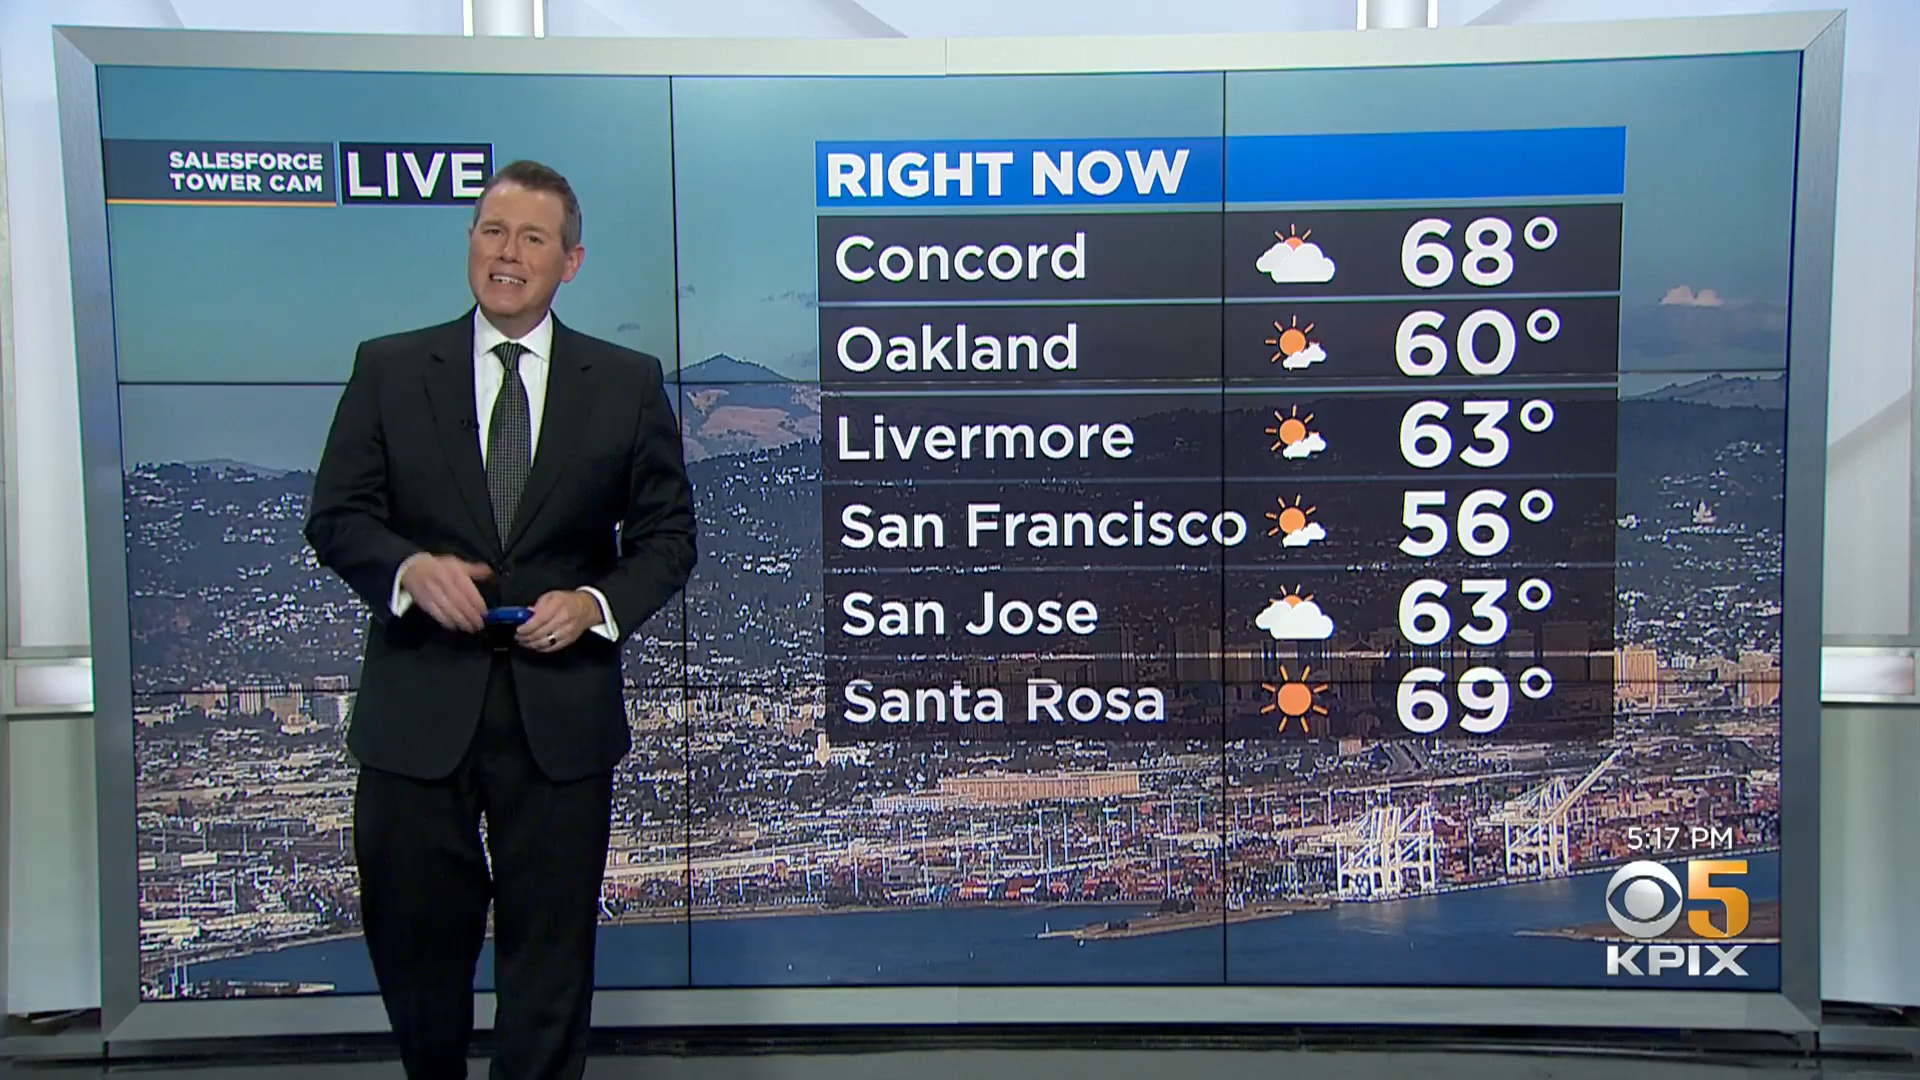 SALESFORCE
TOWER CAM
LIVE
RIGHT NOW
Concord 68°
Oakland 60°
Livermore 63°
San Francisco 56°
San Jose 63°
Santa Rosa 69°
5:17 PM
5
KPIX